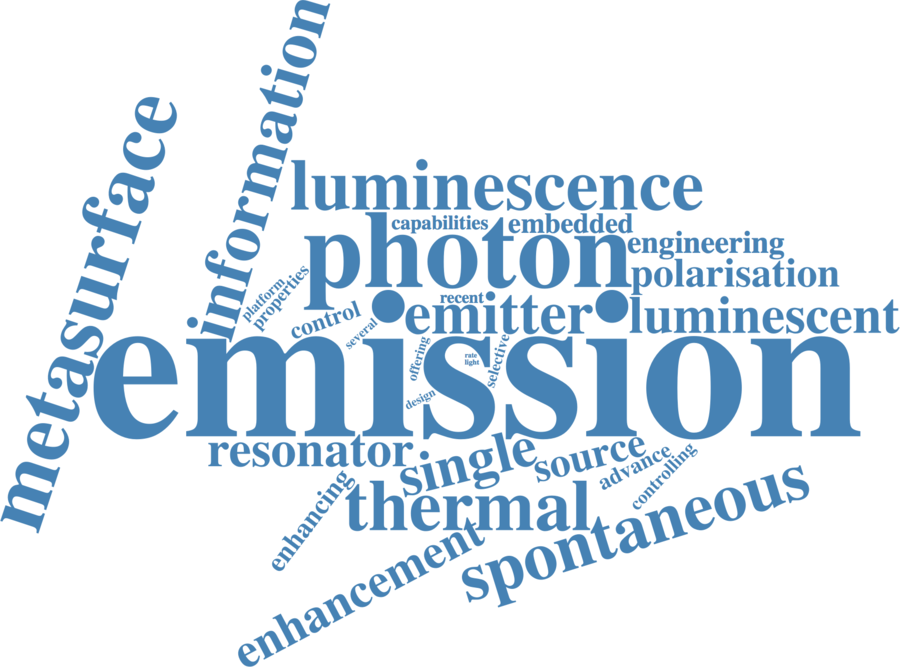 information
metasurface
luminescence
capabilities
embedded
photon
engineering
polarisation
platform
properties
recent
control
emitter
luminescent
several
offering
rate
light
selective
design
emission
resonator
single
source
advance
controlling
enhancing
thermal
spontaneous
enhancement